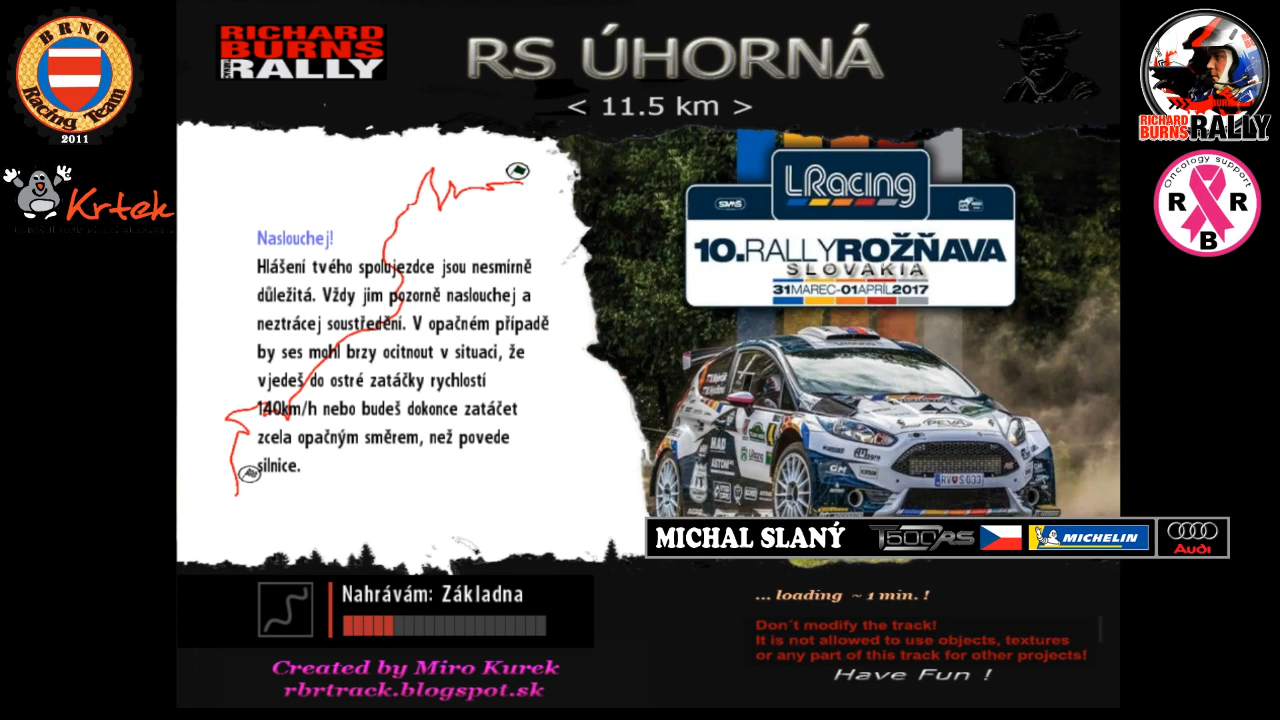 BRNO
Racing Team
2011
Krtek
RICHARD
BURNS
RALLY
RS ÚHORNÁ
< 11.5 km >
RICHARD
BURNS RALLY
Oncology support
R R
B
Naslouchej!
Hlášení tvého spolujezdce jsou nesmírně
důležitá. Vždy jim pozorně naslouchej a
neztrácej soustředění. V opačném případě
by ses mohl brzy ocitnout v situaci, že
vjedeš do ostré zatáčky rychlostí
140km/h nebo budeš dokonce zatáčet
zcela opačným směrem, než povede
silnice.
LRacing
10.RALLYROŽŇAVA
SLOVAKIA
31MAREC-01APRÍL2017
PEVA
MICHAL SLANÝ T500RS MICHELIN Audi
Nahrávám: Základna
Created by Miro Kurek
rbrtrack.blogspot.sk
... loading ~ 1 min. !
Don´t modify the track!
It is not allowed to use objects, textures
or any part of this track for other projects!
Have Fun !